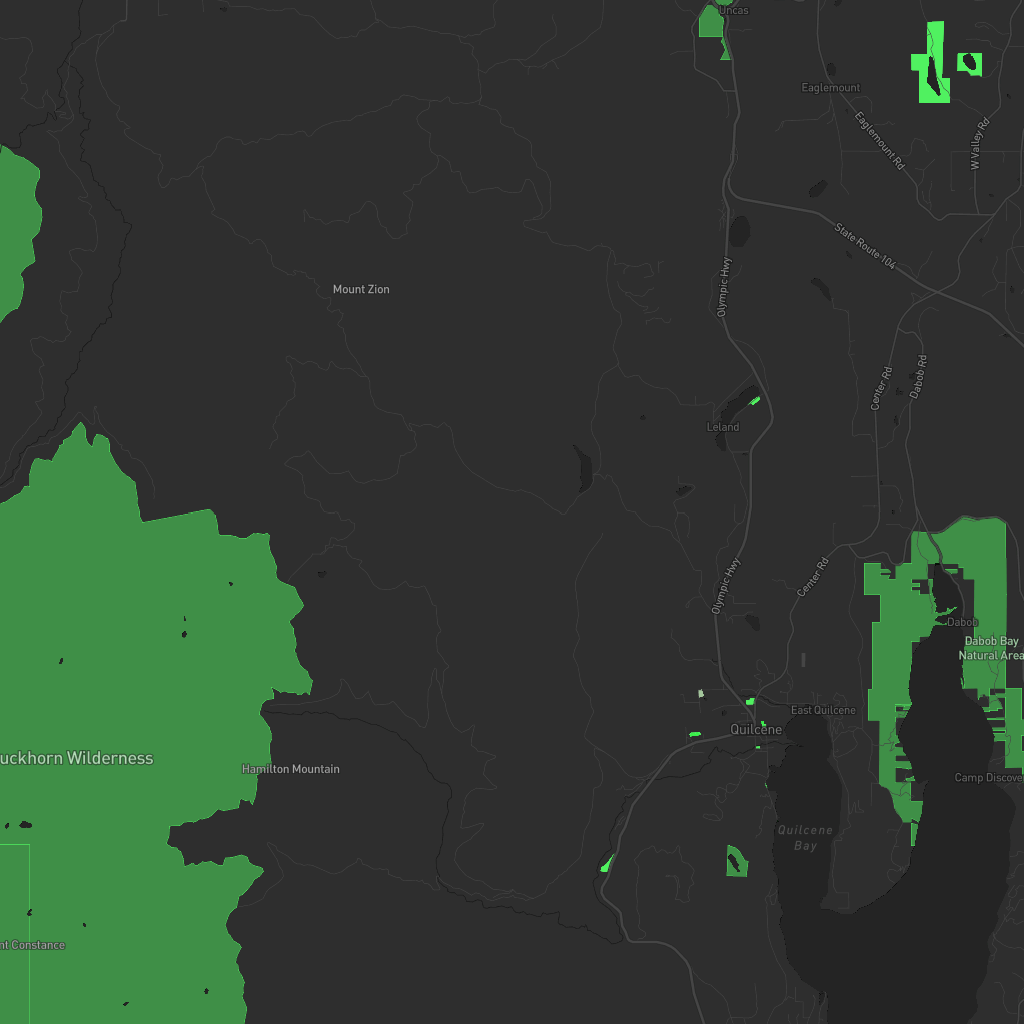 Uncas
Eaglemount
Eaglemount Rd
W Valley Rd
State Route 104
Olympic Hwy
Mount Zion
Center Rd
Dabob Rd
Leland
Olympic Hwy
Center Rd
Dabob
Dabob Bay
Natural Area
East Quilcene
Quilcene
uckhorn Wilderness
Hamilton Mountain
Camp Discove
Quilcene
Bay
nt Constance